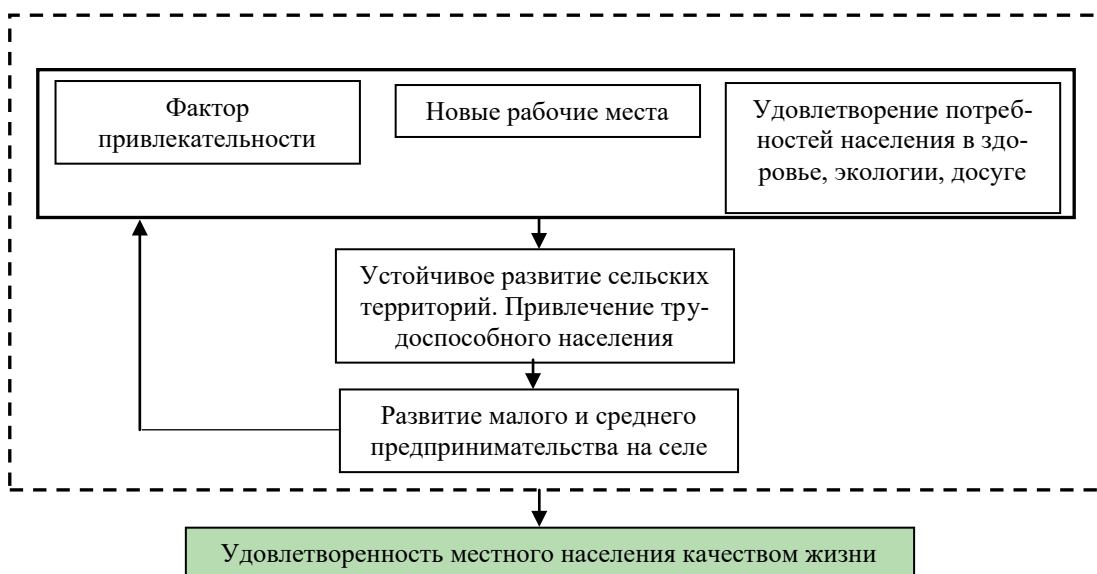 Фактор
привлекательности
Новые рабочие места
Удовлетворение потреб-
ностей населения в здо-
ровье, экологии, досуге
Устойчивое развитие сельских
территорий. Привлечение тру-
доспособного населения
Развитие малого и среднего
предпринимательства на селе
Удовлетворенность местного населения качеством жизни